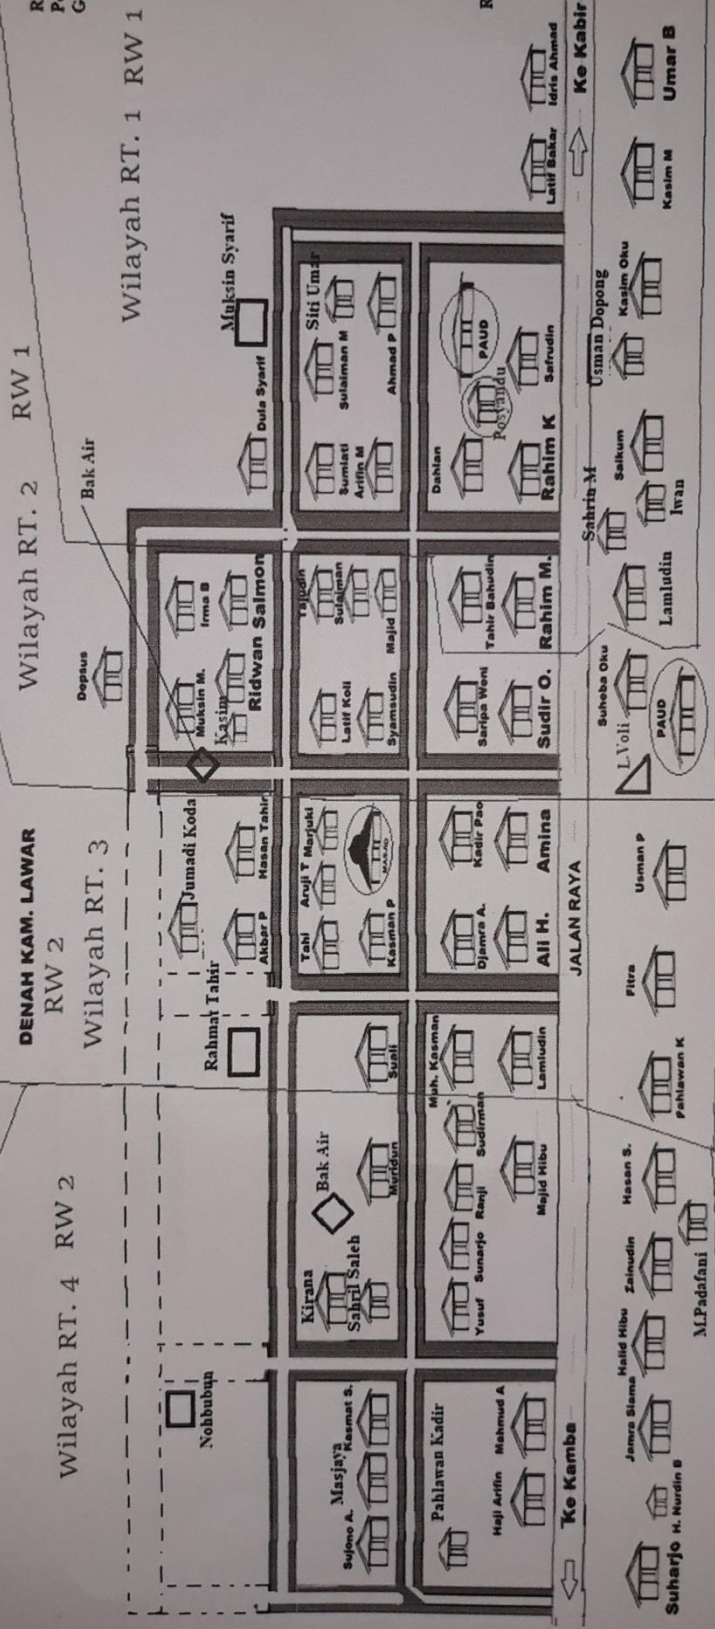 DENAH KAM. LAWAR
RW 2
Wilayah RT. 4 RW 2
Wilayah RT. 3
Wilayah RT. 2 RW 1
Wilayah RT. 1 RW 1
Bak Air
Depsus
Nohbubun
Rahmat Tahir
Jumadi Koda
Akbar P
Hasan Tahir
Muksin M.
Irma B
Kasim
Ridwan Salmon
Dula Syarif
Muksin Syarif
Sujono A.
Masjaya
Kasmat S.
Kirana
Sahril Saleh
Bak Air
Muridun
Suali
Tahi
Aruji T
Marjuki
Kasman P
MASJID
Latif Koli
Syamsudin
Tajudin
Sulaiman
Majid
Sumiati
Arifin M
Sulaiman M
Siti Umar
Ahmad P
Pahlawan Kadir
Haji Arifin
Mahmud A
Yusuf
Sunarjo
Ranji
Sudirman
Muh. Kasman
Majid Hibu
Lamludin
Djamra A.
Kadir Pao
Ali H.
Amina
Saripa Weni
Tahir Bahudin
Sudir O.
Rahim M.
Dahlan
Posyandu
PAUD
Rahim K
Safrudin
Latif Bakar
Idris Ahmad
Ke Kamba
JALAN RAYA
Ke Kabir
Suharjo
H. Nurdin B
Jamra Slama
Halid Hibu
Zainudin
M.Padafani
Hasan S.
Pahlawan K
Fitra
Usman P
L.Voli
Suheba Oku
PAUD
Lamludin
Sahrin M
Iwan
Saikum
Usman Dopong
Kasim Oku
Kasim M
Umar B